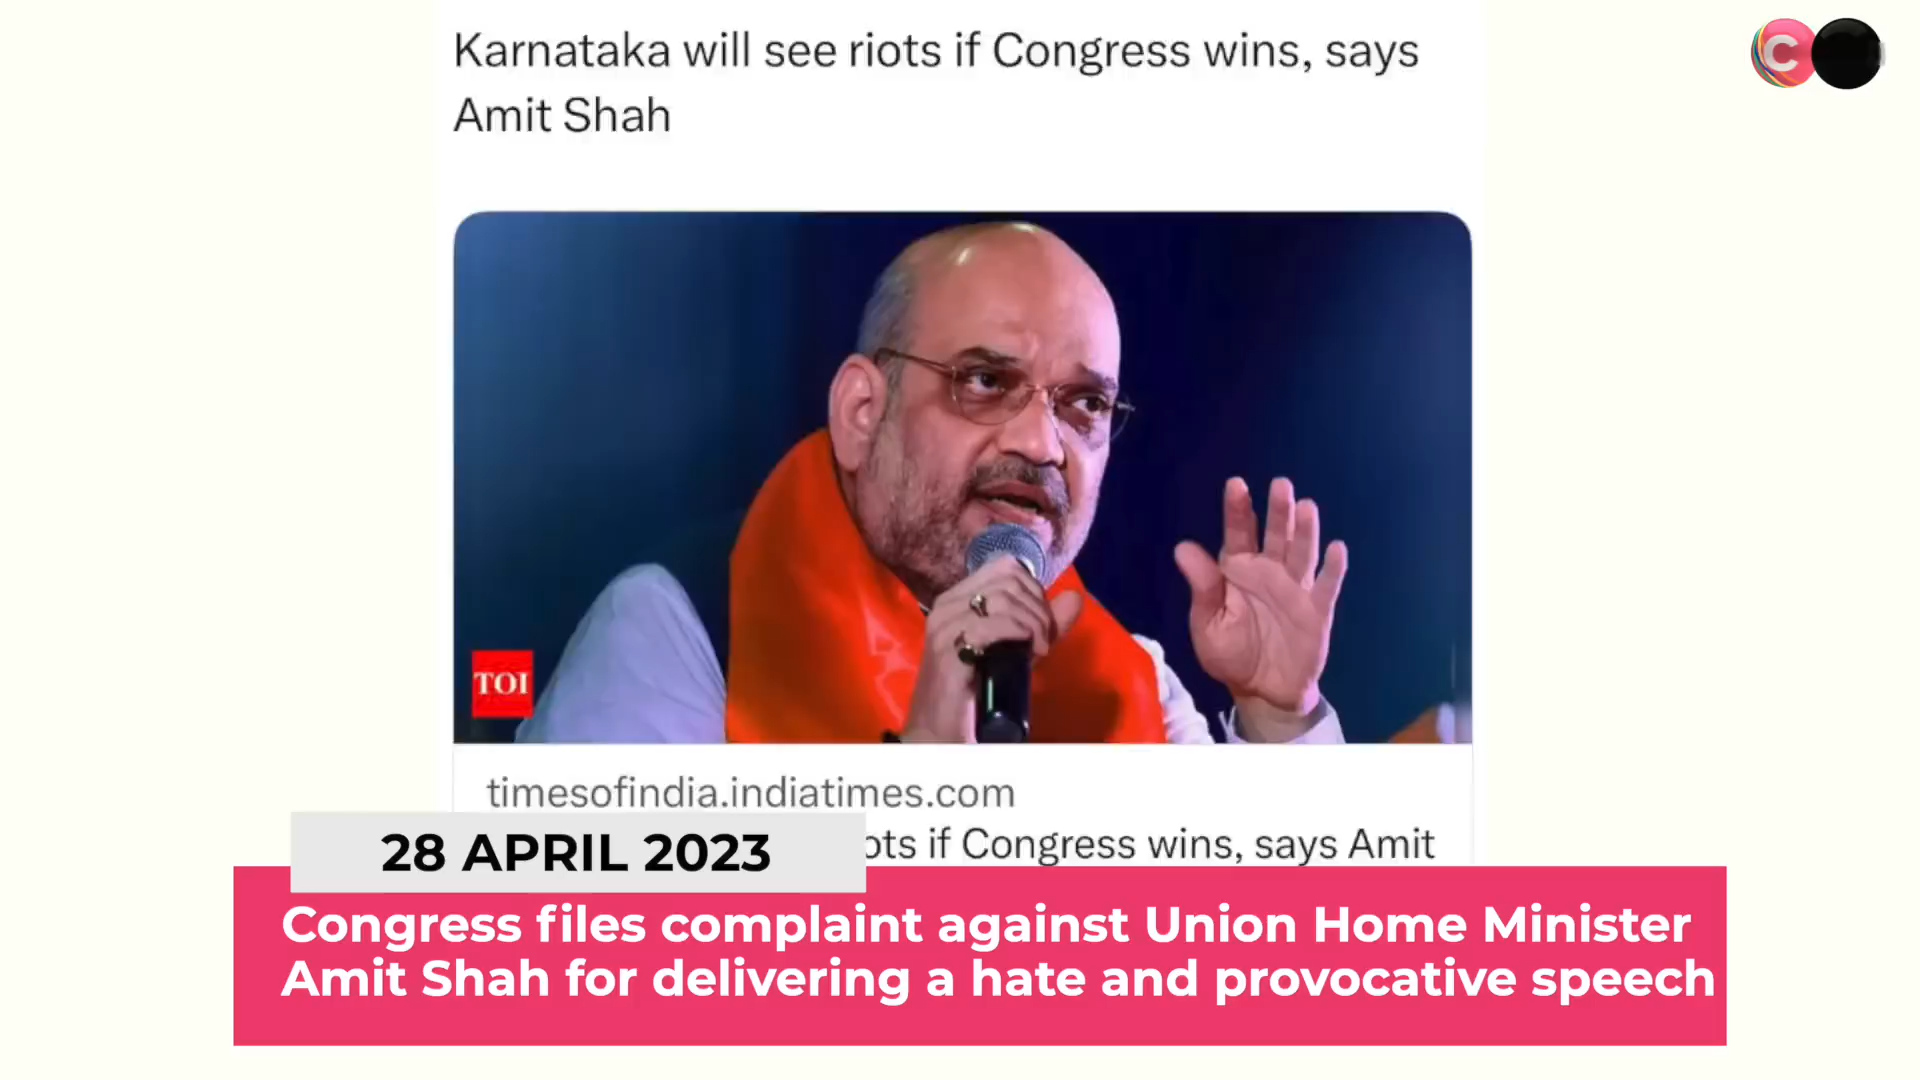 Karnataka will see riots if Congress wins, says
Amit Shah
C
TOI
timesofindia.indiatimes.com
if Congress wins, says Amit
28 APRIL 2023
Congress files complaint against Union Home Minister
Amit Shah for delivering a hate and provocative speech